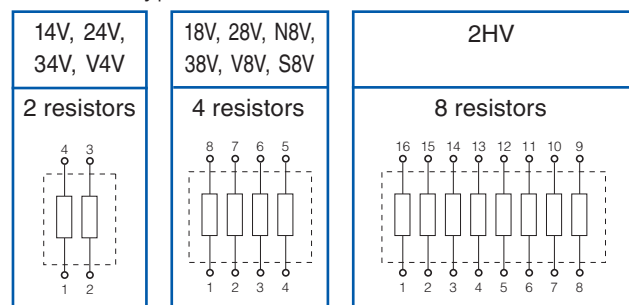 14V, 24V,
34V, V4V
2 resistors
4 3
1 2
18V, 28V, N8V,
38V, V8V, S8V
4 resistors
8 7 6 5
1 2 3 4
2HV
8 resistors
16 15 14 13 12 11 10 9
1 2 3 4 5 6 7 8